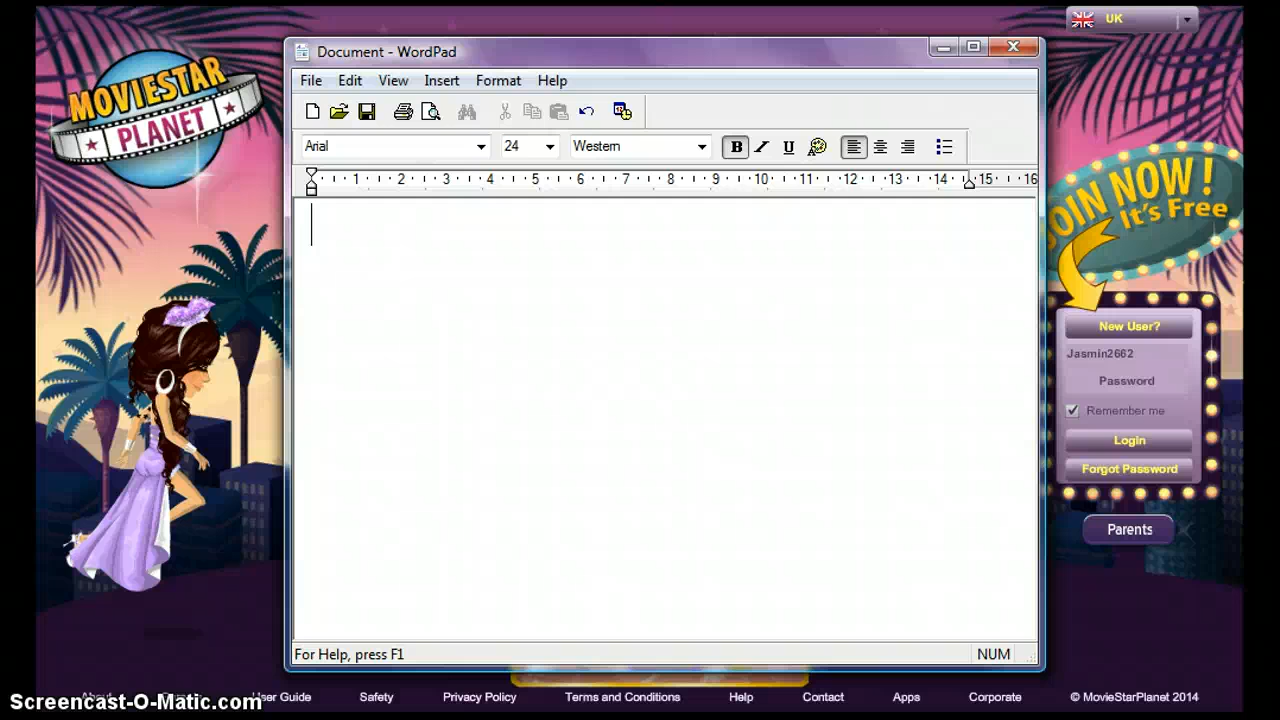 UK
MOVIESTAR
PLANET
Document - WordPad
File Edit View Insert Format Help
Arial 24 Western B I U
1 2 3 4 5 6 7 8 9 10 11 12 13 14 15 16
JOIN NOW!
It's Free
New User?
Jasmin2662
Password
Remember me
Login
Forgot Password
Parents
For Help, press F1 NUM
User Guide Safety Privacy Policy Terms and Conditions Help Contact Apps Corporate © MovieStarPlanet 2014
Screencast-O-Matic.com